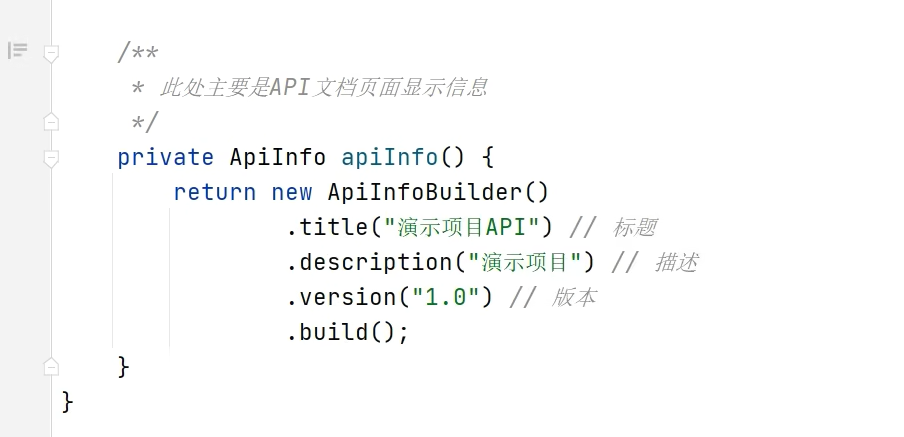 /**
 * 此处主要是API文档页面显示信息
 */
private ApiInfo apiInfo() {
    return new ApiInfoBuilder()
            .title("演示项目API") // 标题
            .description("演示项目") // 描述
            .version("1.0") // 版本
            .build();
}
}